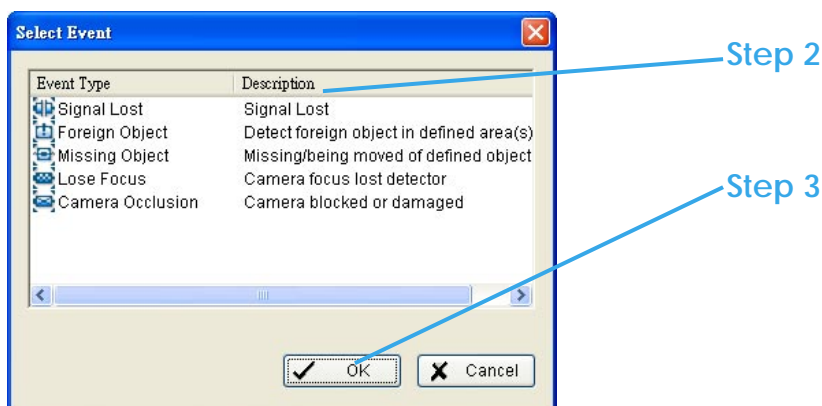 Select Event
Step 2
Event Type Description
Signal Lost Signal Lost
Foreign Object Detect foreign object in defined area(s)
Missing Object Missing/being moved of defined object
Lose Focus Camera focus lost detector
Camera Occlusion Camera blocked or damaged
Step 3
OK Cancel